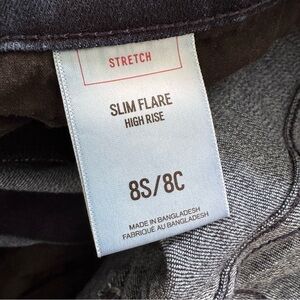 STRETCH
SLIM FLARE
HIGH RISE
8S/8C
MADE IN BANGLADESH
FABRIQUÉ AU BANGLADESH